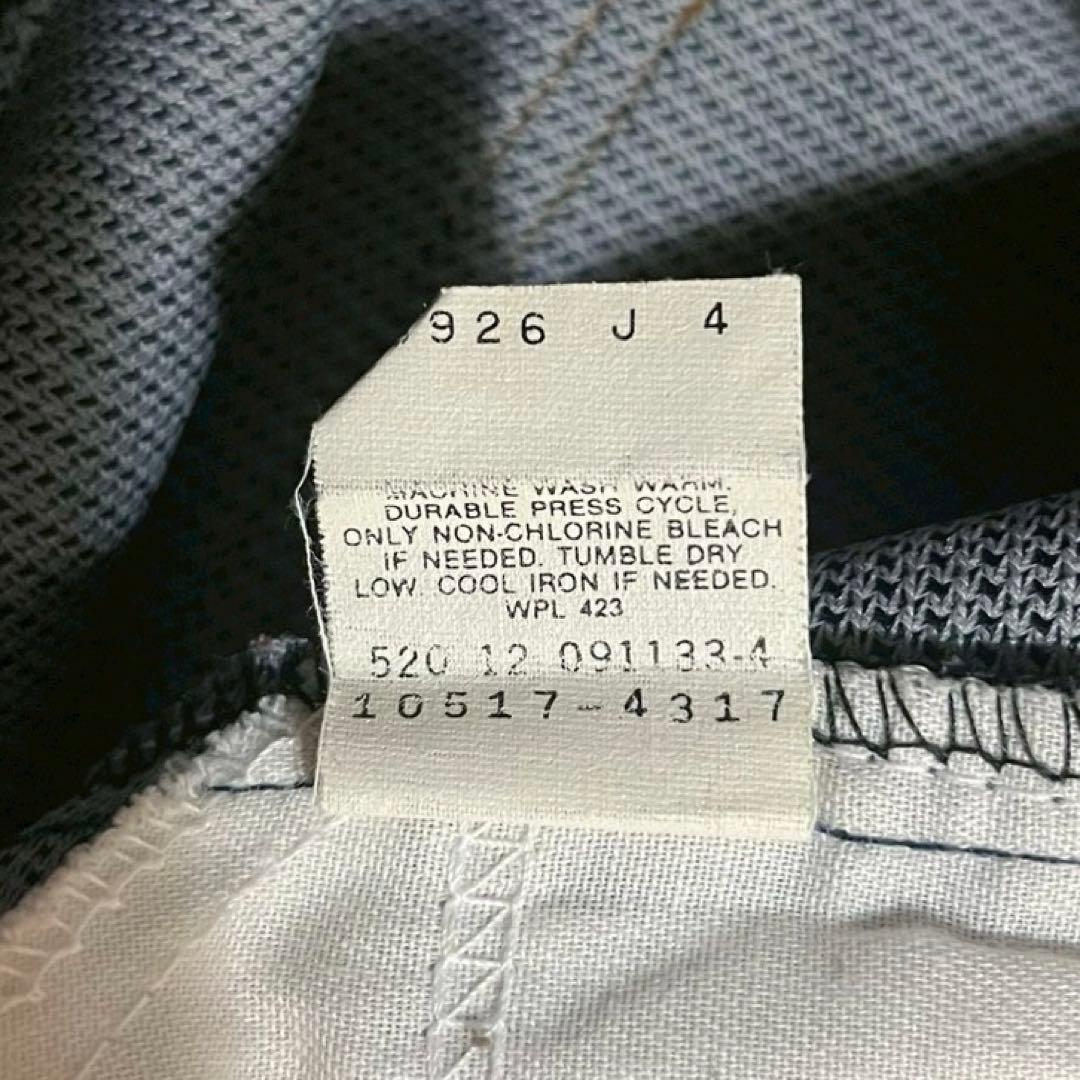 926 J 4
MACHINE WASH WARM.
DURABLE PRESS CYCLE,
ONLY NON-CHLORINE BLEACH
IF NEEDED. TUMBLE DRY
LOW. COOL IRON IF NEEDED.
WPL 423
520 12 091133-4
10517-4317